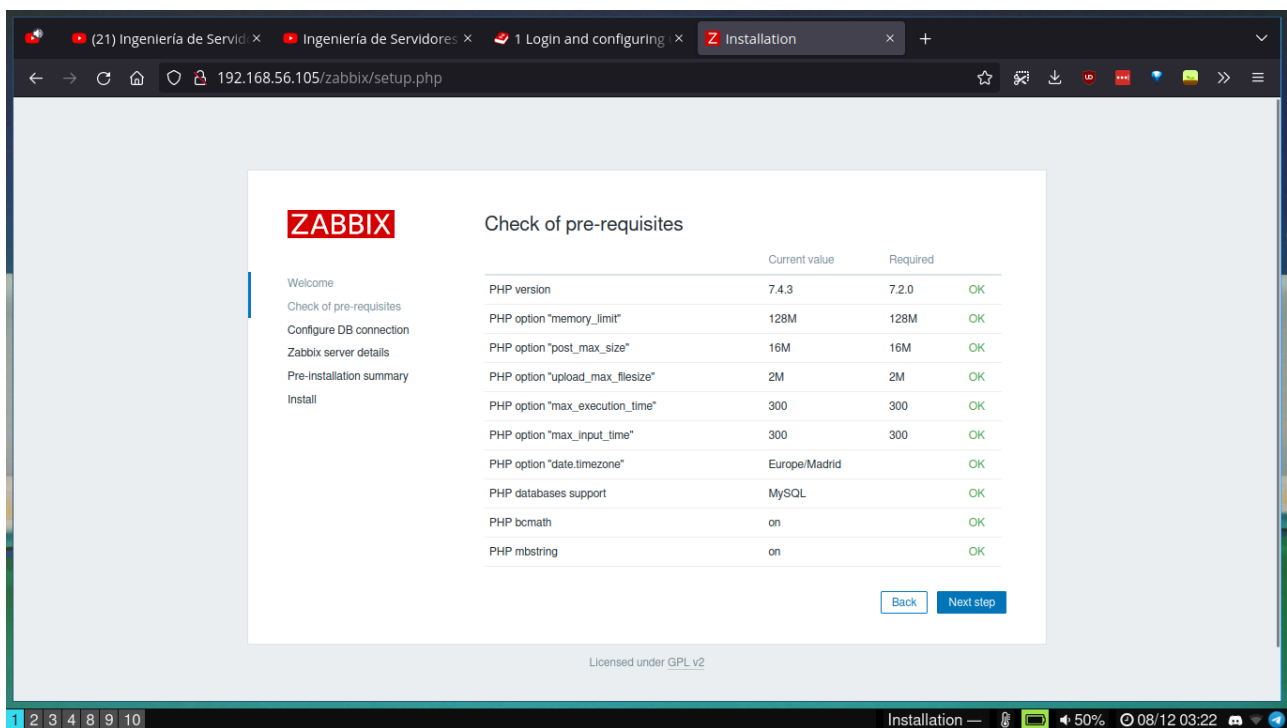 (21) Ingeniería de Servid
Ingeniería de Servidores
1 Login and configuring
Z Installation
192.168.56.105/zabbix/setup.php
ZABBIX
Welcome
Check of pre-requisites
Configure DB connection
Zabbix server details
Pre-installation summary
Install
Check of pre-requisites
Current value Required
PHP version 7.4.3 7.2.0 OK
PHP option "memory_limit" 128M 128M OK
PHP option "post_max_size" 16M 16M OK
PHP option "upload_max_filesize" 2M 2M OK
PHP option "max_execution_time" 300 300 OK
PHP option "max_input_time" 300 300 OK
PHP option "date.timezone" Europe/Madrid OK
PHP databases support MySQL OK
PHP bcmath on OK
PHP mbstring on OK
Back Next step
Licensed under GPL v2
1 2 3 4 8 9 10
Installation — 50% 08/12 03:22